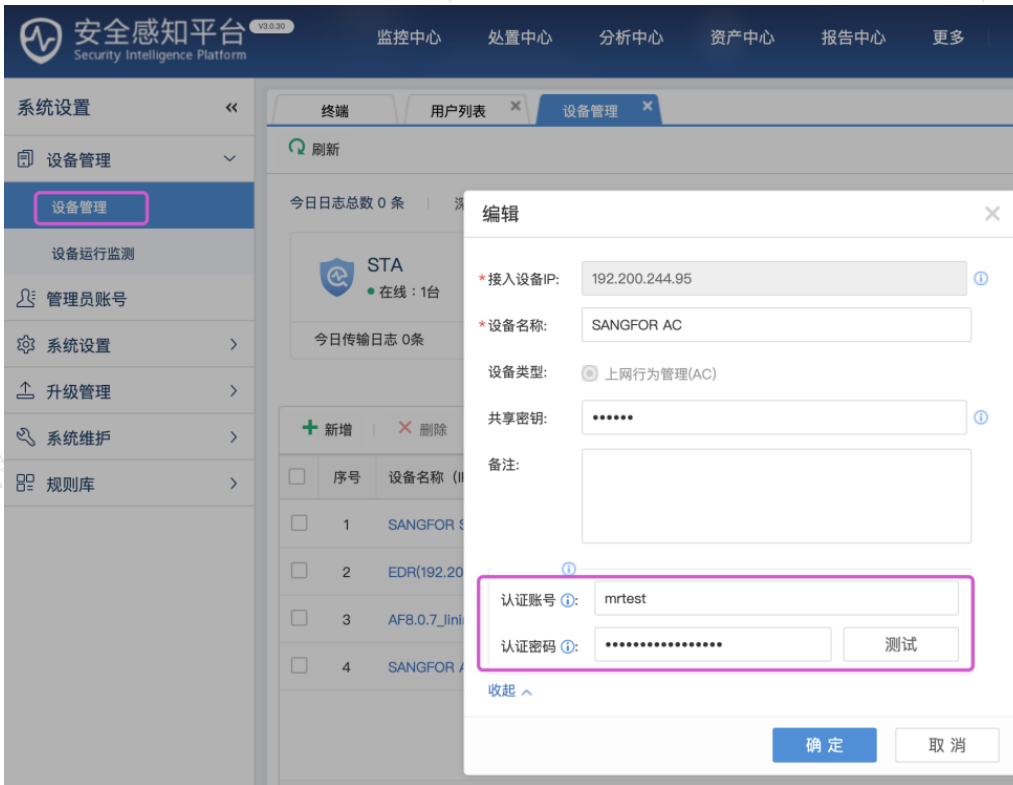 安全感知平台 V3.0.30
Security Intelligence Platform
监控中心 处置中心 分析中心 资产中心 报告中心 更多
系统设置 «
终端 用户列表 × 设备管理 ×
设备管理
刷新
设备管理
今日日志总数 0 条
编辑 ×
设备运行监测
STA
在线：1台
*接入设备IP: 192.200.244.95
管理员账号
*设备名称: SANGFOR AC
系统设置
今日传输日志 0条
设备类型: 上网行为管理(AC)
升级管理
共享密钥: ••••••
新增 删除
系统维护
备注:
序号 设备名称（
规则库
1 SANGFOR
2 EDR(192.20
认证账号 : mrtest
3 AF8.0.7_lini
认证密码 : •••••••••••••••• 测试
4 SANGFOR
收起
确定 取消